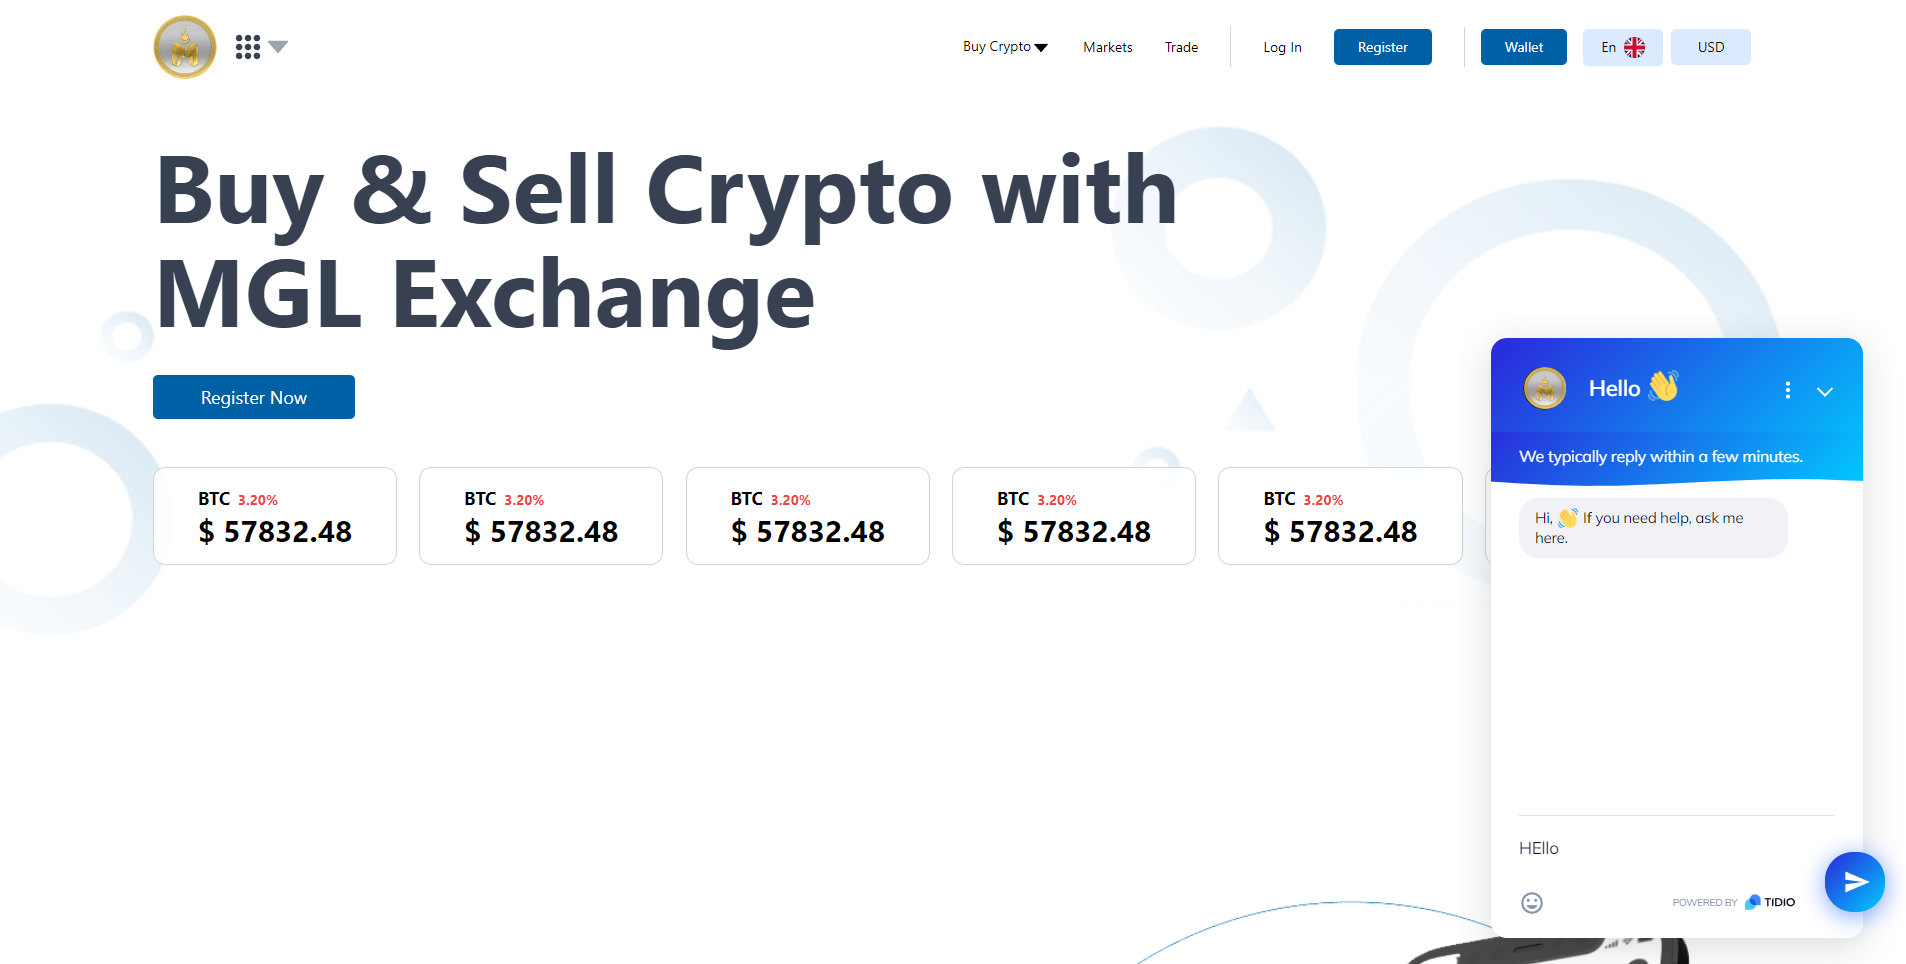 Buy Crypto
Markets
Trade
Log In
Register
Wallet
En
USD
Buy & Sell Crypto with
MGL Exchange
Register Now
BTC 3.20%
$ 57832.48
BTC 3.20%
$ 57832.48
BTC 3.20%
$ 57832.48
BTC 3.20%
$ 57832.48
BTC 3.20%
$ 57832.48
Hello 👋
We typically reply within a few minutes.
Hi, 👋 If you need help, ask me
here.
HEllo
POWERED BY TIDIO